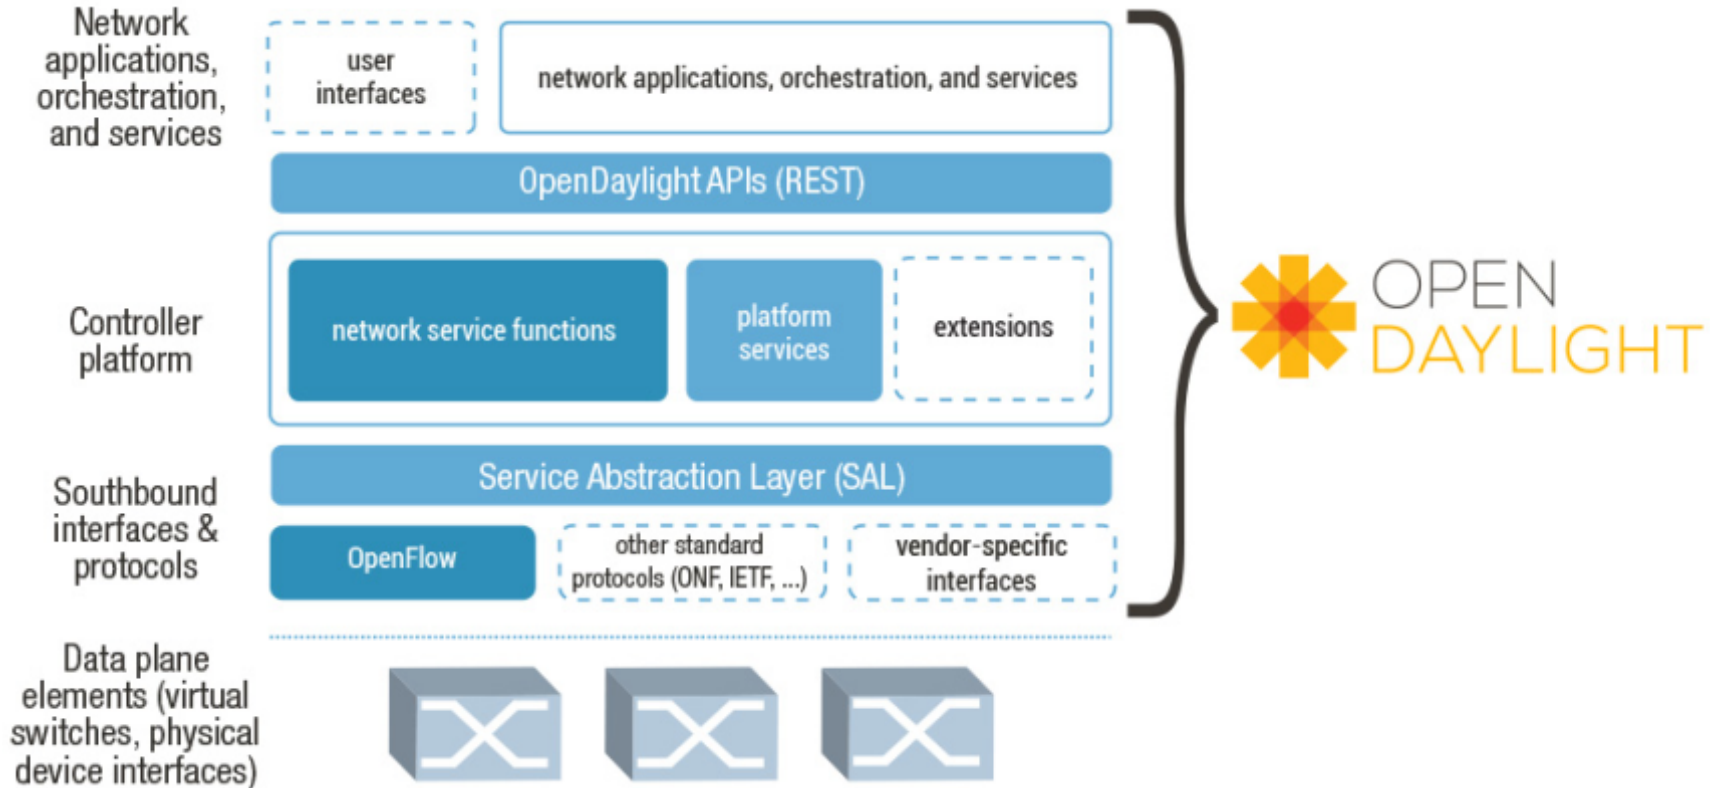 Network
applications,
orchestration,
and services
user
interfaces
network applications, orchestration, and services
OpenDaylight APIs (REST)
Controller
platform
network service functions
platform
services
extensions
OPEN
DAYLIGHT
Service Abstraction Layer (SAL)
Southbound
interfaces &
protocols
OpenFlow
other standard
protocols (ONF, IETF, ...)
vendor-specific
interfaces
Data plane
elements (virtual
switches, physical
device interfaces)